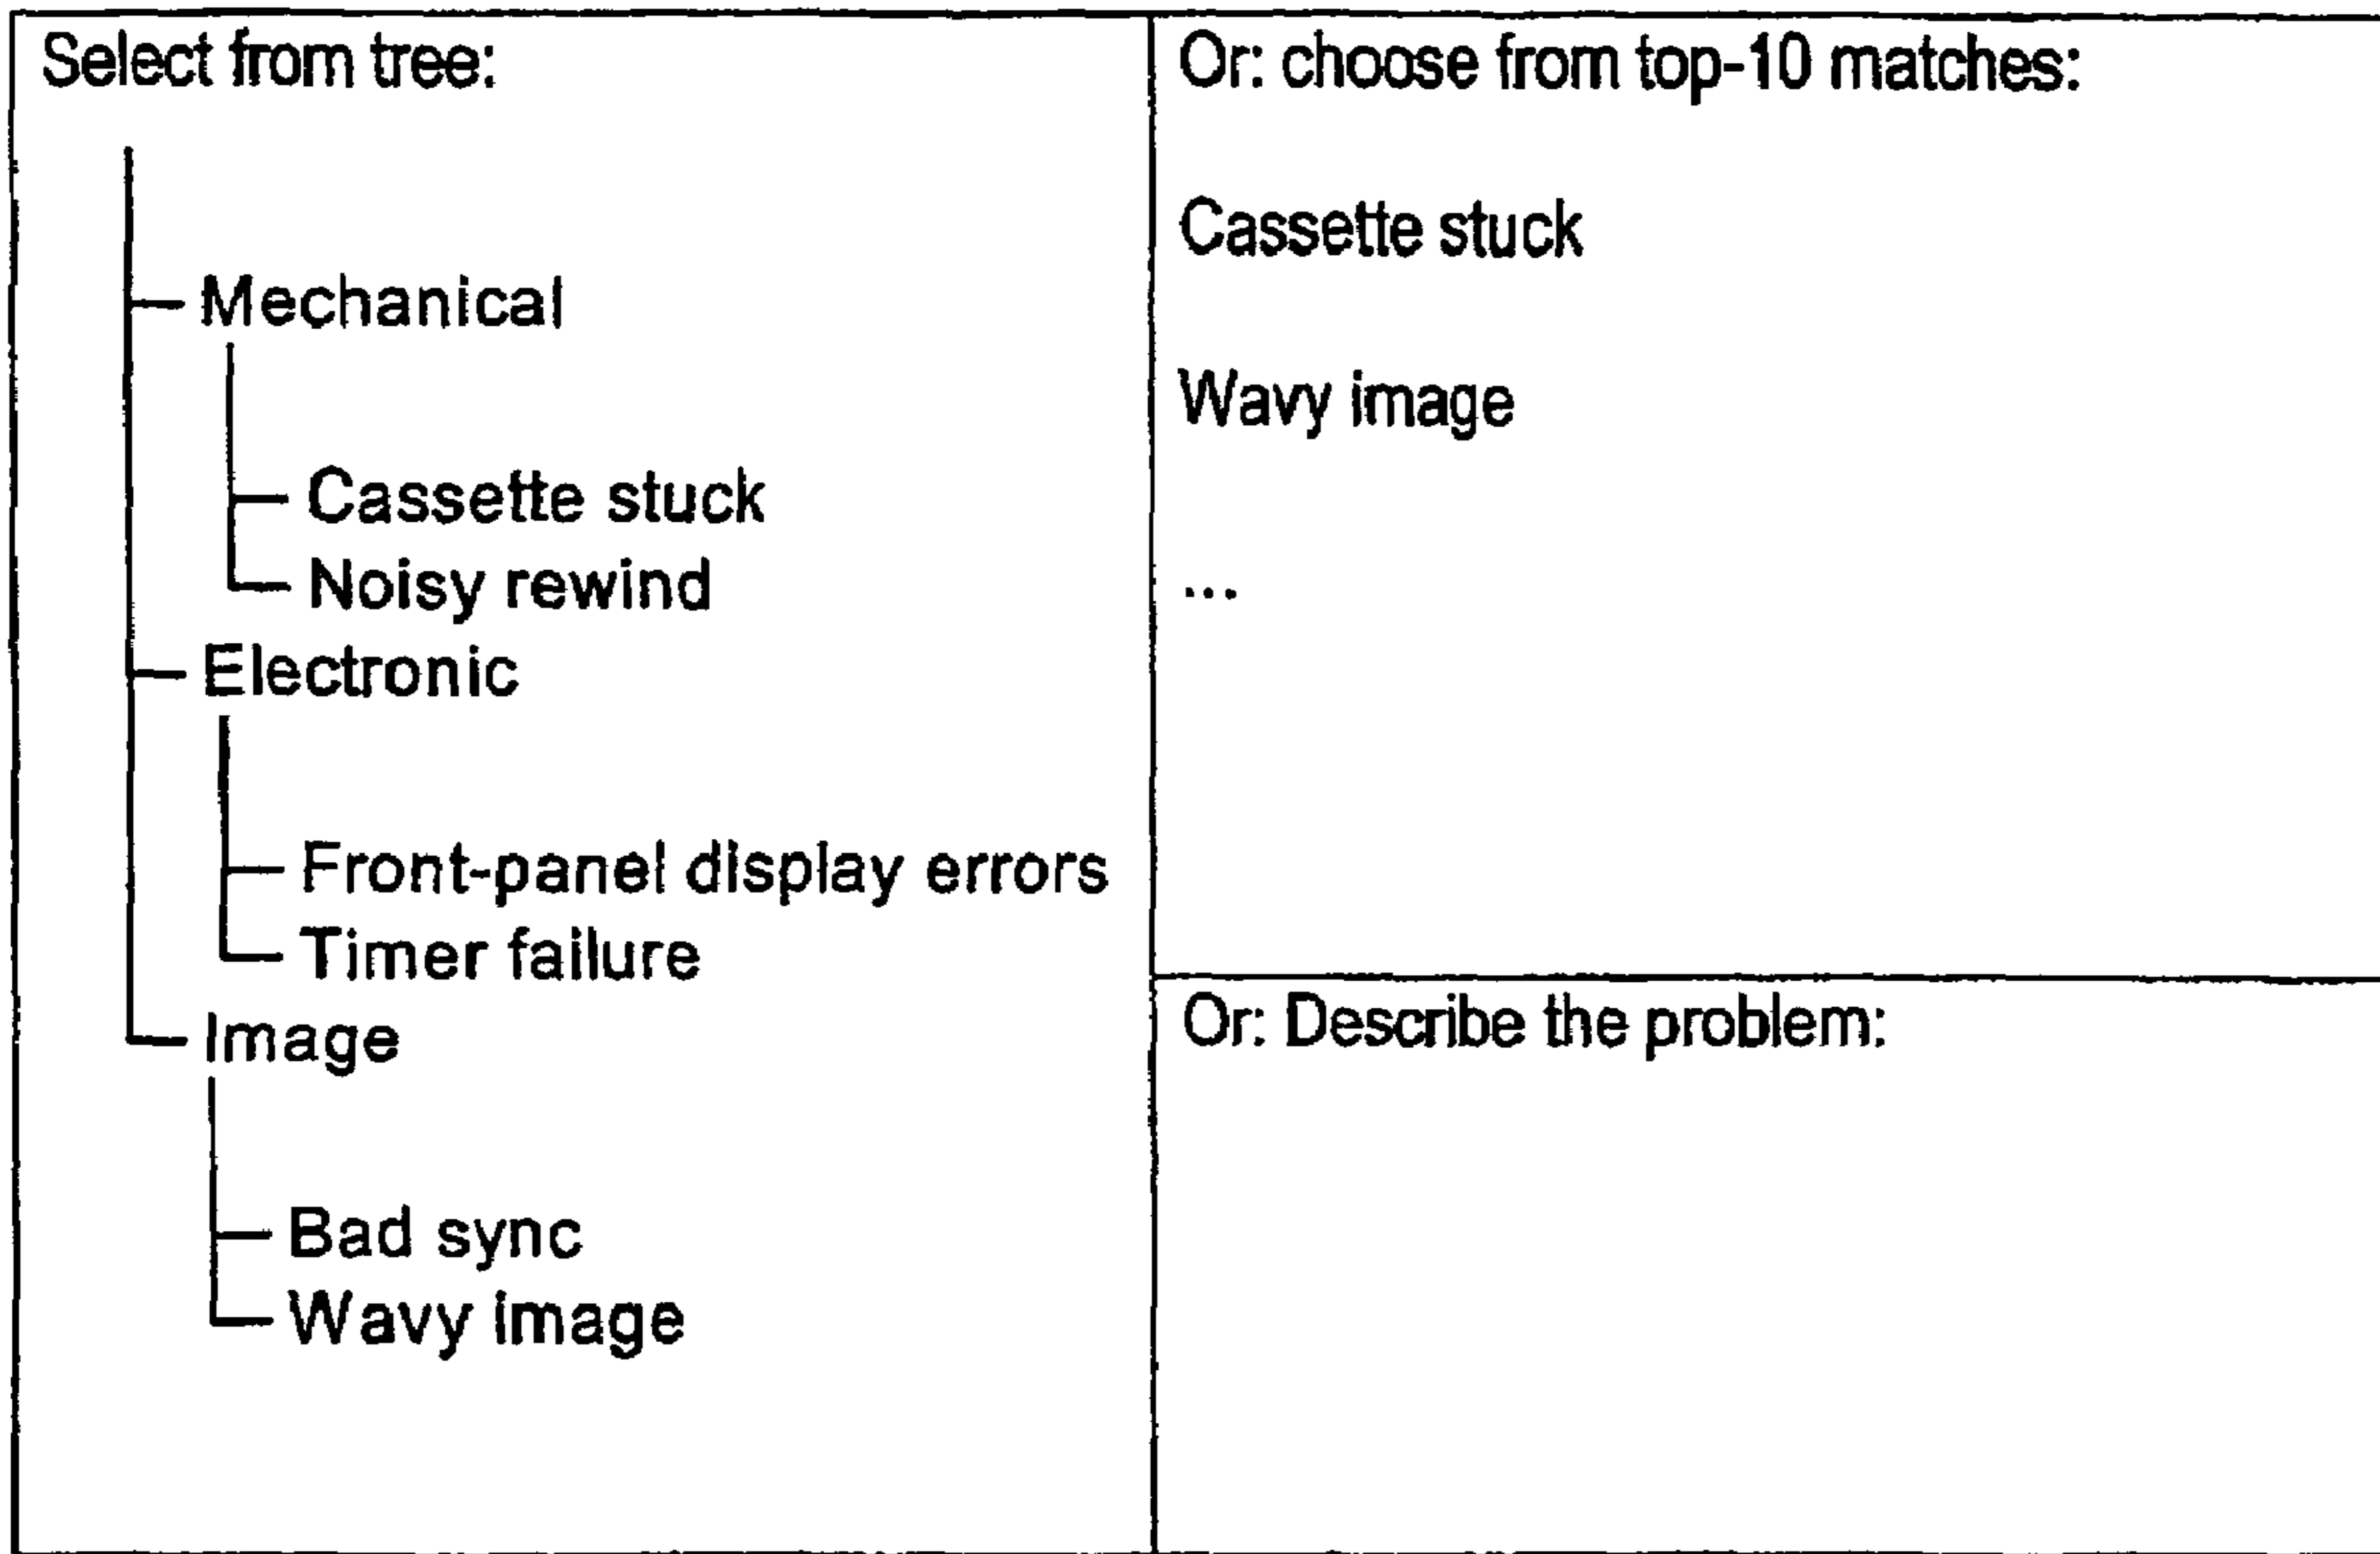 Select from tree:
Mechanical
Cassette stuck
Noisy rewind
Electronic
Front-panel display errors
Timer failure
Image
Bad sync
Wavy image
Or: choose from top-10 matches:
Cassette stuck
Wavy image
...
Or: Describe the problem: